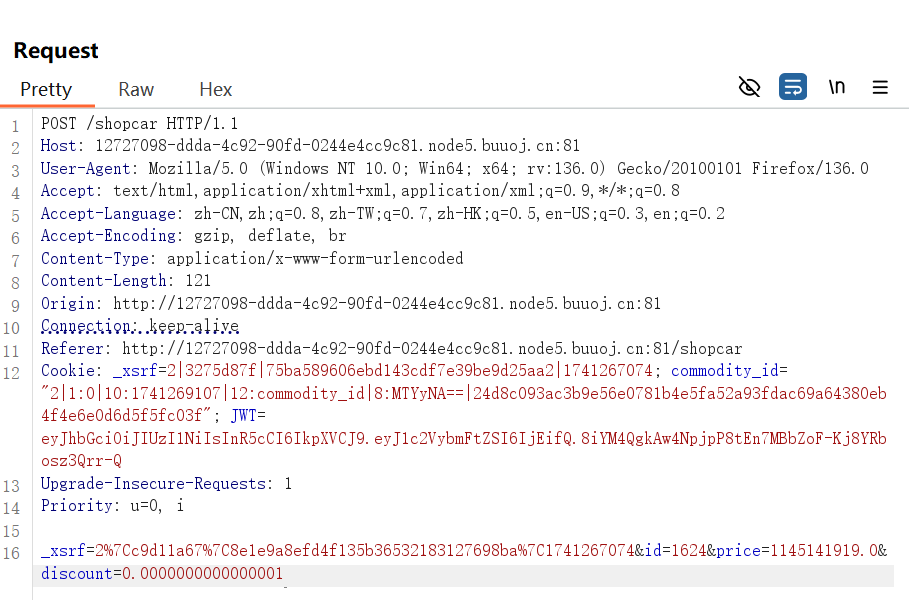 Request
Pretty Raw Hex
\n
1 POST /shopcar HTTP/1.1
2 Host: 12727098-ddda-4c92-90fd-0244e4cc9c81.node5.buuoj.cn:81
3 User-Agent: Mozilla/5.0 (Windows NT 10.0; Win64; x64; rv:136.0) Gecko/20100101 Firefox/136.0
4 Accept: text/html,application/xhtml+xml,application/xml;q=0.9,*/*;q=0.8
5 Accept-Language: zh-CN,zh;q=0.8,zh-TW;q=0.7,zh-HK;q=0.5,en-US;q=0.3,en;q=0.2
6 Accept-Encoding: gzip, deflate, br
7 Content-Type: application/x-www-form-urlencoded
8 Content-Length: 121
9 Origin: http://12727098-ddda-4c92-90fd-0244e4cc9c81.node5.buuoj.cn:81
10 Connection: keep-alive
11 Referer: http://12727098-ddda-4c92-90fd-0244e4cc9c81.node5.buuoj.cn:81/shopcar
12 Cookie: _xsrf=2|3275d87f|75ba589606ebd143cdf7e39be9d25aa2|1741267074; commodity_id=
"2|1:0|10:1741269107|12:commodity_id|8:MTYyNA==|24d8c093ac3b9e56e0781b4e5fa52a93fdac69a64380eb
4f4e6e0d6d5f5fc03f"; JWT=
eyJhbGciOiJIUzI1NiIsInR5cCI6IkpXVCJ9.eyJ1c2VybmFtZSI6IjEifQ.8iYM4QgkAw4NpjpP8tEn7MBbZoF-Kj8YRb
osz3Qrr-Q
13 Upgrade-Insecure-Requests: 1
14 Priority: u=0, i
15
16 _xsrf=2%7Cc9d11a67%7C8e1e9a8efd4f135b36532183127698ba%7C1741267074&id=1624&price=1145141919.0&
discount=0.0000000000000001